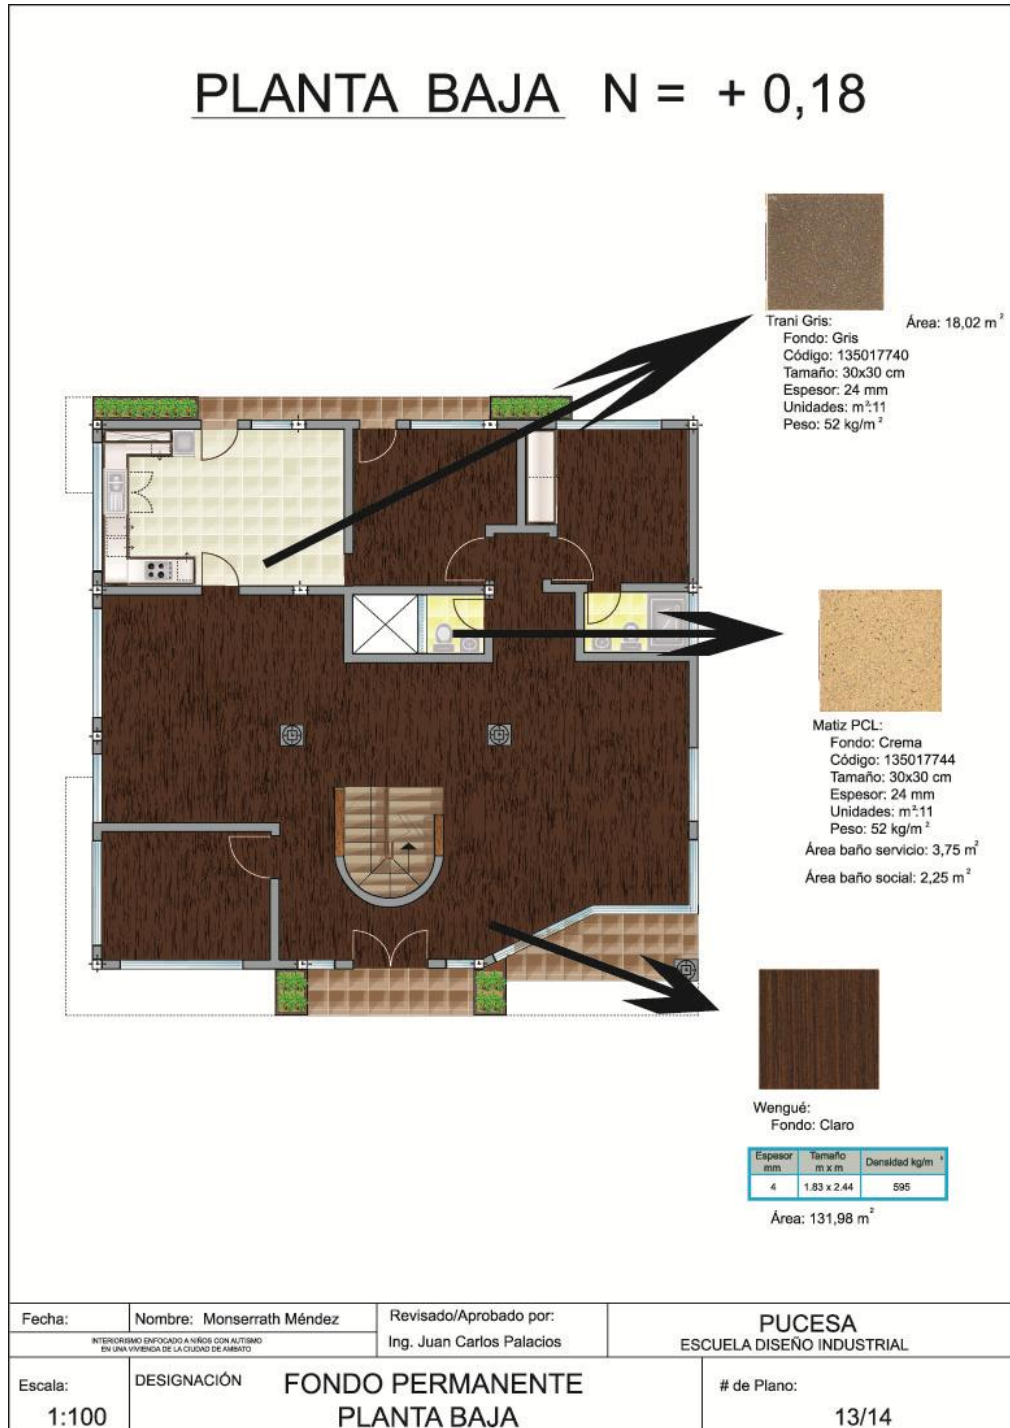 PLANTA BAJA N = + 0,18
Trani Gris:
Área: 18,02 m²
Fondo: Gris
Código: 135017740
Tamaño: 30x30 cm
Espesor: 24 mm
Unidades: m²:11
Peso: 52 kg/m²
Matiz PCL:
Fondo: Crema
Código: 135017744
Tamaño: 30x30 cm
Espesor: 24 mm
Unidades: m²:11
Peso: 52 kg/m²
Área baño servicio: 3,75 m²
Área baño social: 2,25 m²
Wengué:
Fondo: Claro
Espesor mm
Tamaño m x m
Densidad kg/m³
4
1.83 x 2.44
595
Área: 131,98 m²
Fecha:
Nombre: Monserrath Méndez
INTERIORISMO ENFOCADO A NIÑOS CON AUTISMO
EN UNA VIVIENDA DE LA CIUDAD DE AMBATO
Revisado/Aprobado por:
Ing. Juan Carlos Palacios
PUCESA
ESCUELA DISEÑO INDUSTRIAL
Escala:
1:100
DESIGNACIÓN
FONDO PERMANENTE
PLANTA BAJA
# de Plano:
13/14